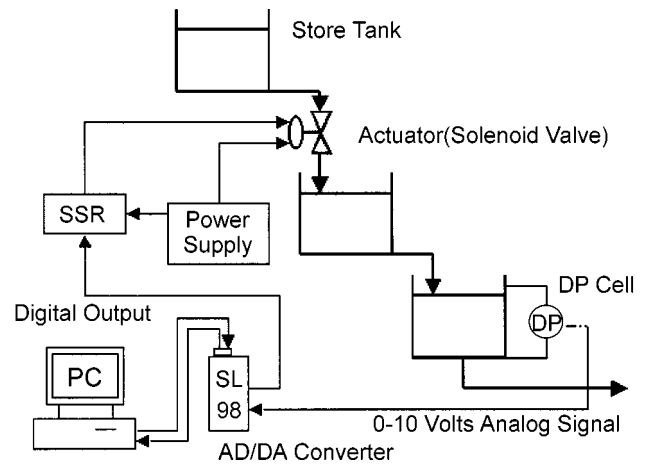 Store Tank
Actuator(Solenoid Valve)
SSR
Power
Supply
DP Cell
DP
Digital Output
PC
SL
98
0-10 Volts Analog Signal
AD/DA Converter